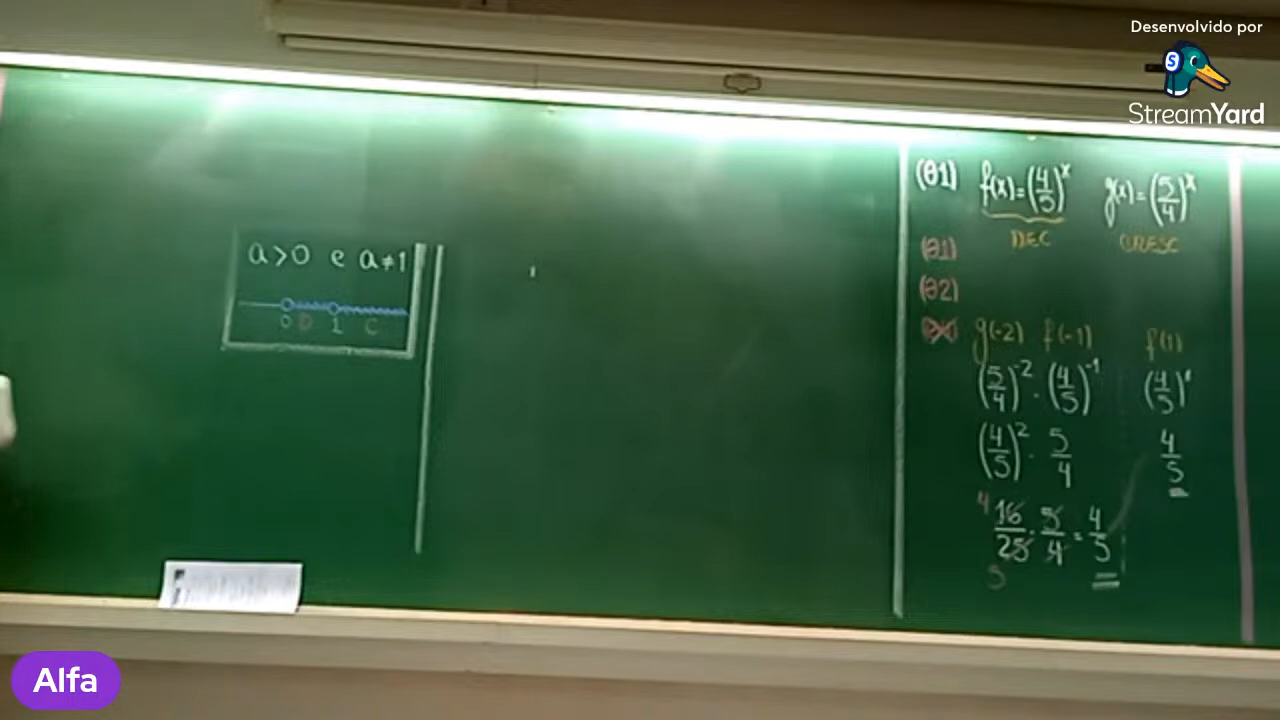 Desenvolvido por
StreamYard
a>0 e a≠1
0 D 1 C
(01) f(x)=(4/5)^x g(x)=(5/4)^x
DEC CRESC
(01)
(02)
g(-2) f(-1) f(1)
(5/4)^-2 · (4/5)^-1 (4/5)^1
(4/5)^2 · 5/4 4/5
4
16/25 · 5/4 = 4/5
5
Alfa